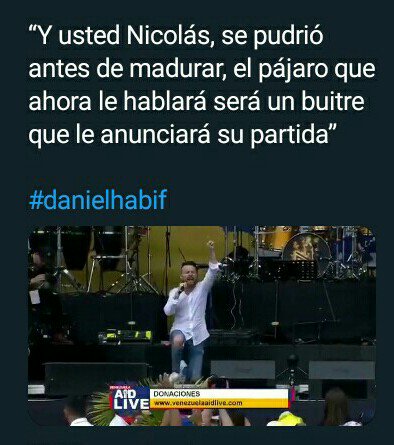 “Y usted Nicolás, se pudrió
antes de madurar, el pájaro que
ahora le hablará será un buitre
que le anunciará su partida”
#danielhabif
VENEZUELA
AID
LIVE
DONACIONES
www.venezuelaaidlive.com